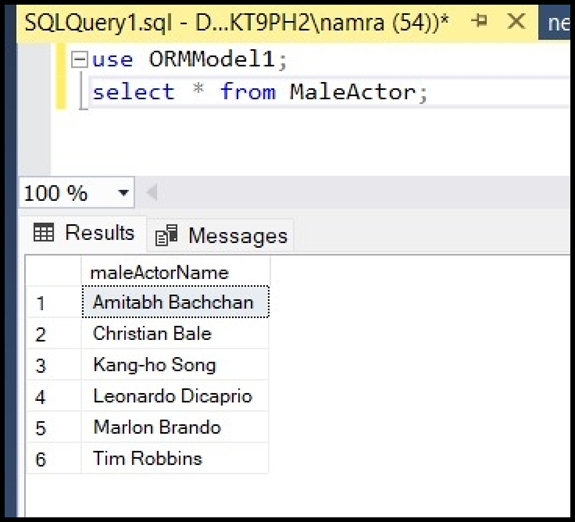 SQLQuery1.sql - D...KT9PH2\namra (54))* ne
use ORMModel1;
select * from MaleActor;
100 %
Results Messages
maleActorName
1 Amitabh Bachchan
2 Christian Bale
3 Kang-ho Song
4 Leonardo Dicaprio
5 Marlon Brando
6 Tim Robbins